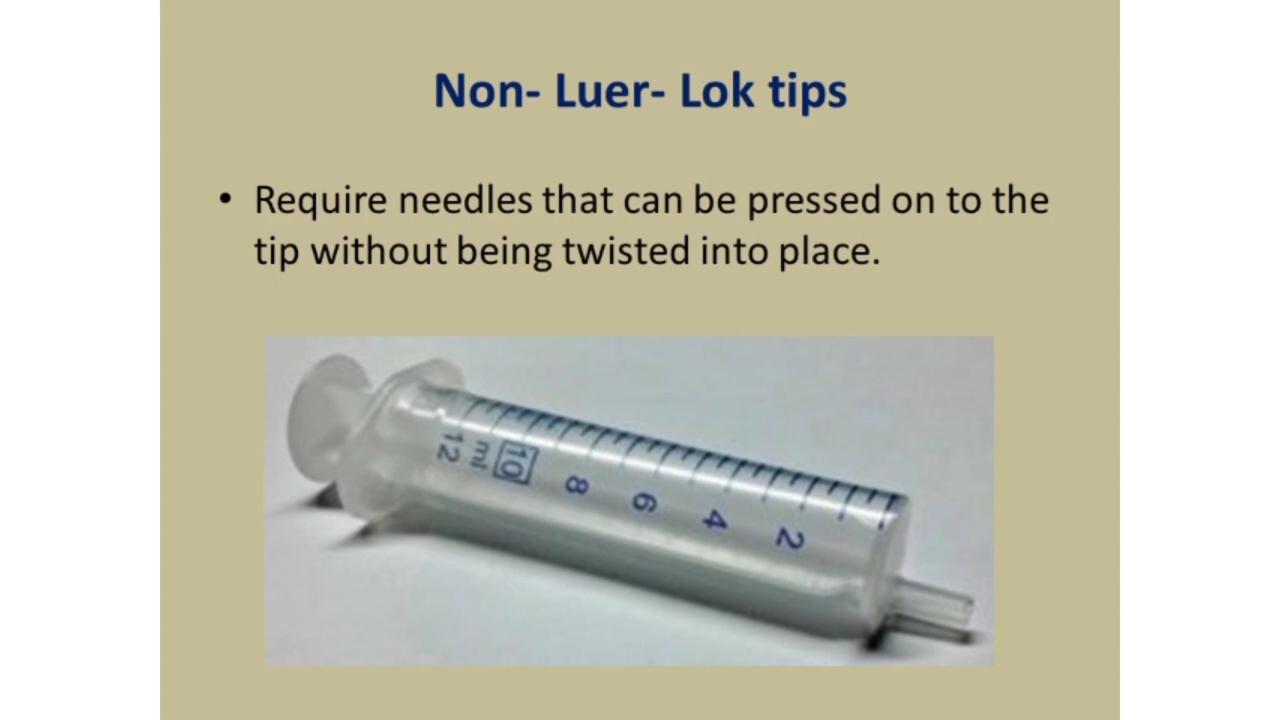 Non- Luer- Lok tips
• Require needles that can be pressed on to the
tip without being twisted into place.
12
ml
10
8
6
4
2